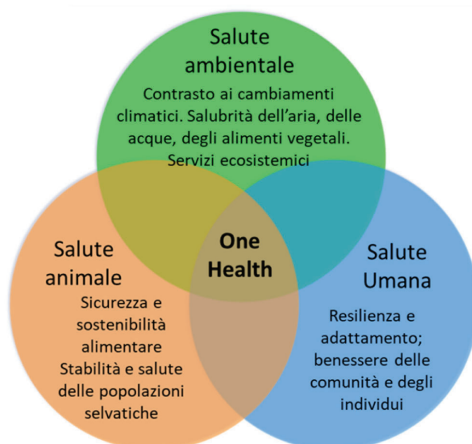 Salute
ambientale
Contrasto ai cambiamenti
climatici. Salubrità dell'aria, delle
acque, degli alimenti vegetali.
Servizi ecosistemici
One
Health
Salute
animale
Sicurezza e
sostenibilità
alimentare
Stabilità e salute
delle popolazioni
selvatiche
Salute
Umana
Resilienza e
adattamento;
benessere delle
comunità e degli
individui